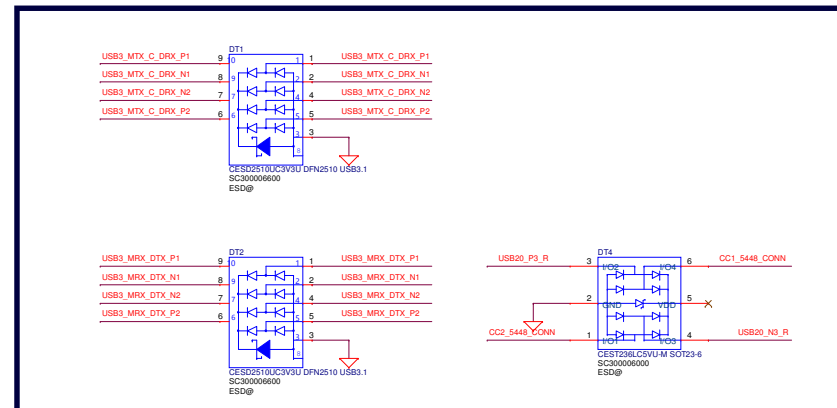 DT1
USB3_MTX_C_DRX_P1 9 10 1 1 USB3_MTX_C_DRX_P1
USB3_MTX_C_DRX_N1 8 9 2 2 USB3_MTX_C_DRX_N1
USB3_MTX_C_DRX_N2 7 7 4 4 USB3_MTX_C_DRX_N2
USB3_MTX_C_DRX_P2 6 6 5 5 USB3_MTX_C_DRX_P2
3 3
8
CESD2510UC3V3U DFN2510 USB3.1
SC300006600
ESD@
DT2
USB3_MRX_DTX_P1 9 10 1 1 USB3_MRX_DTX_P1
USB3_MRX_DTX_N1 8 9 2 2 USB3_MRX_DTX_N1
USB3_MRX_DTX_N2 7 7 4 4 USB3_MRX_DTX_N2
USB3_MRX_DTX_P2 6 6 5 5 USB3_MRX_DTX_P2
3 3
8
CESD2510UC3V3U DFN2510 USB3.1
SC300006600
ESD@
DT4
USB20_P3_R 3 I/O2 I/O4 6 CC1_5448_CONN
2 GND VDD 5
CC2_5448_CONN 1 I/O1 I/O3 4 USB20_N3_R
CEST236LC5VU-M SOT23-6
SC300006000
ESD@